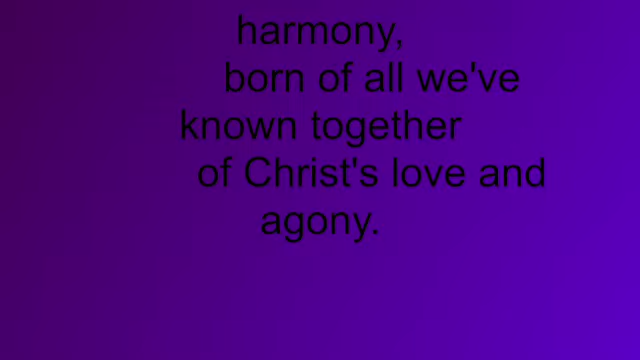 harmony,
born of all we've
known together
of Christ's love and
agony.